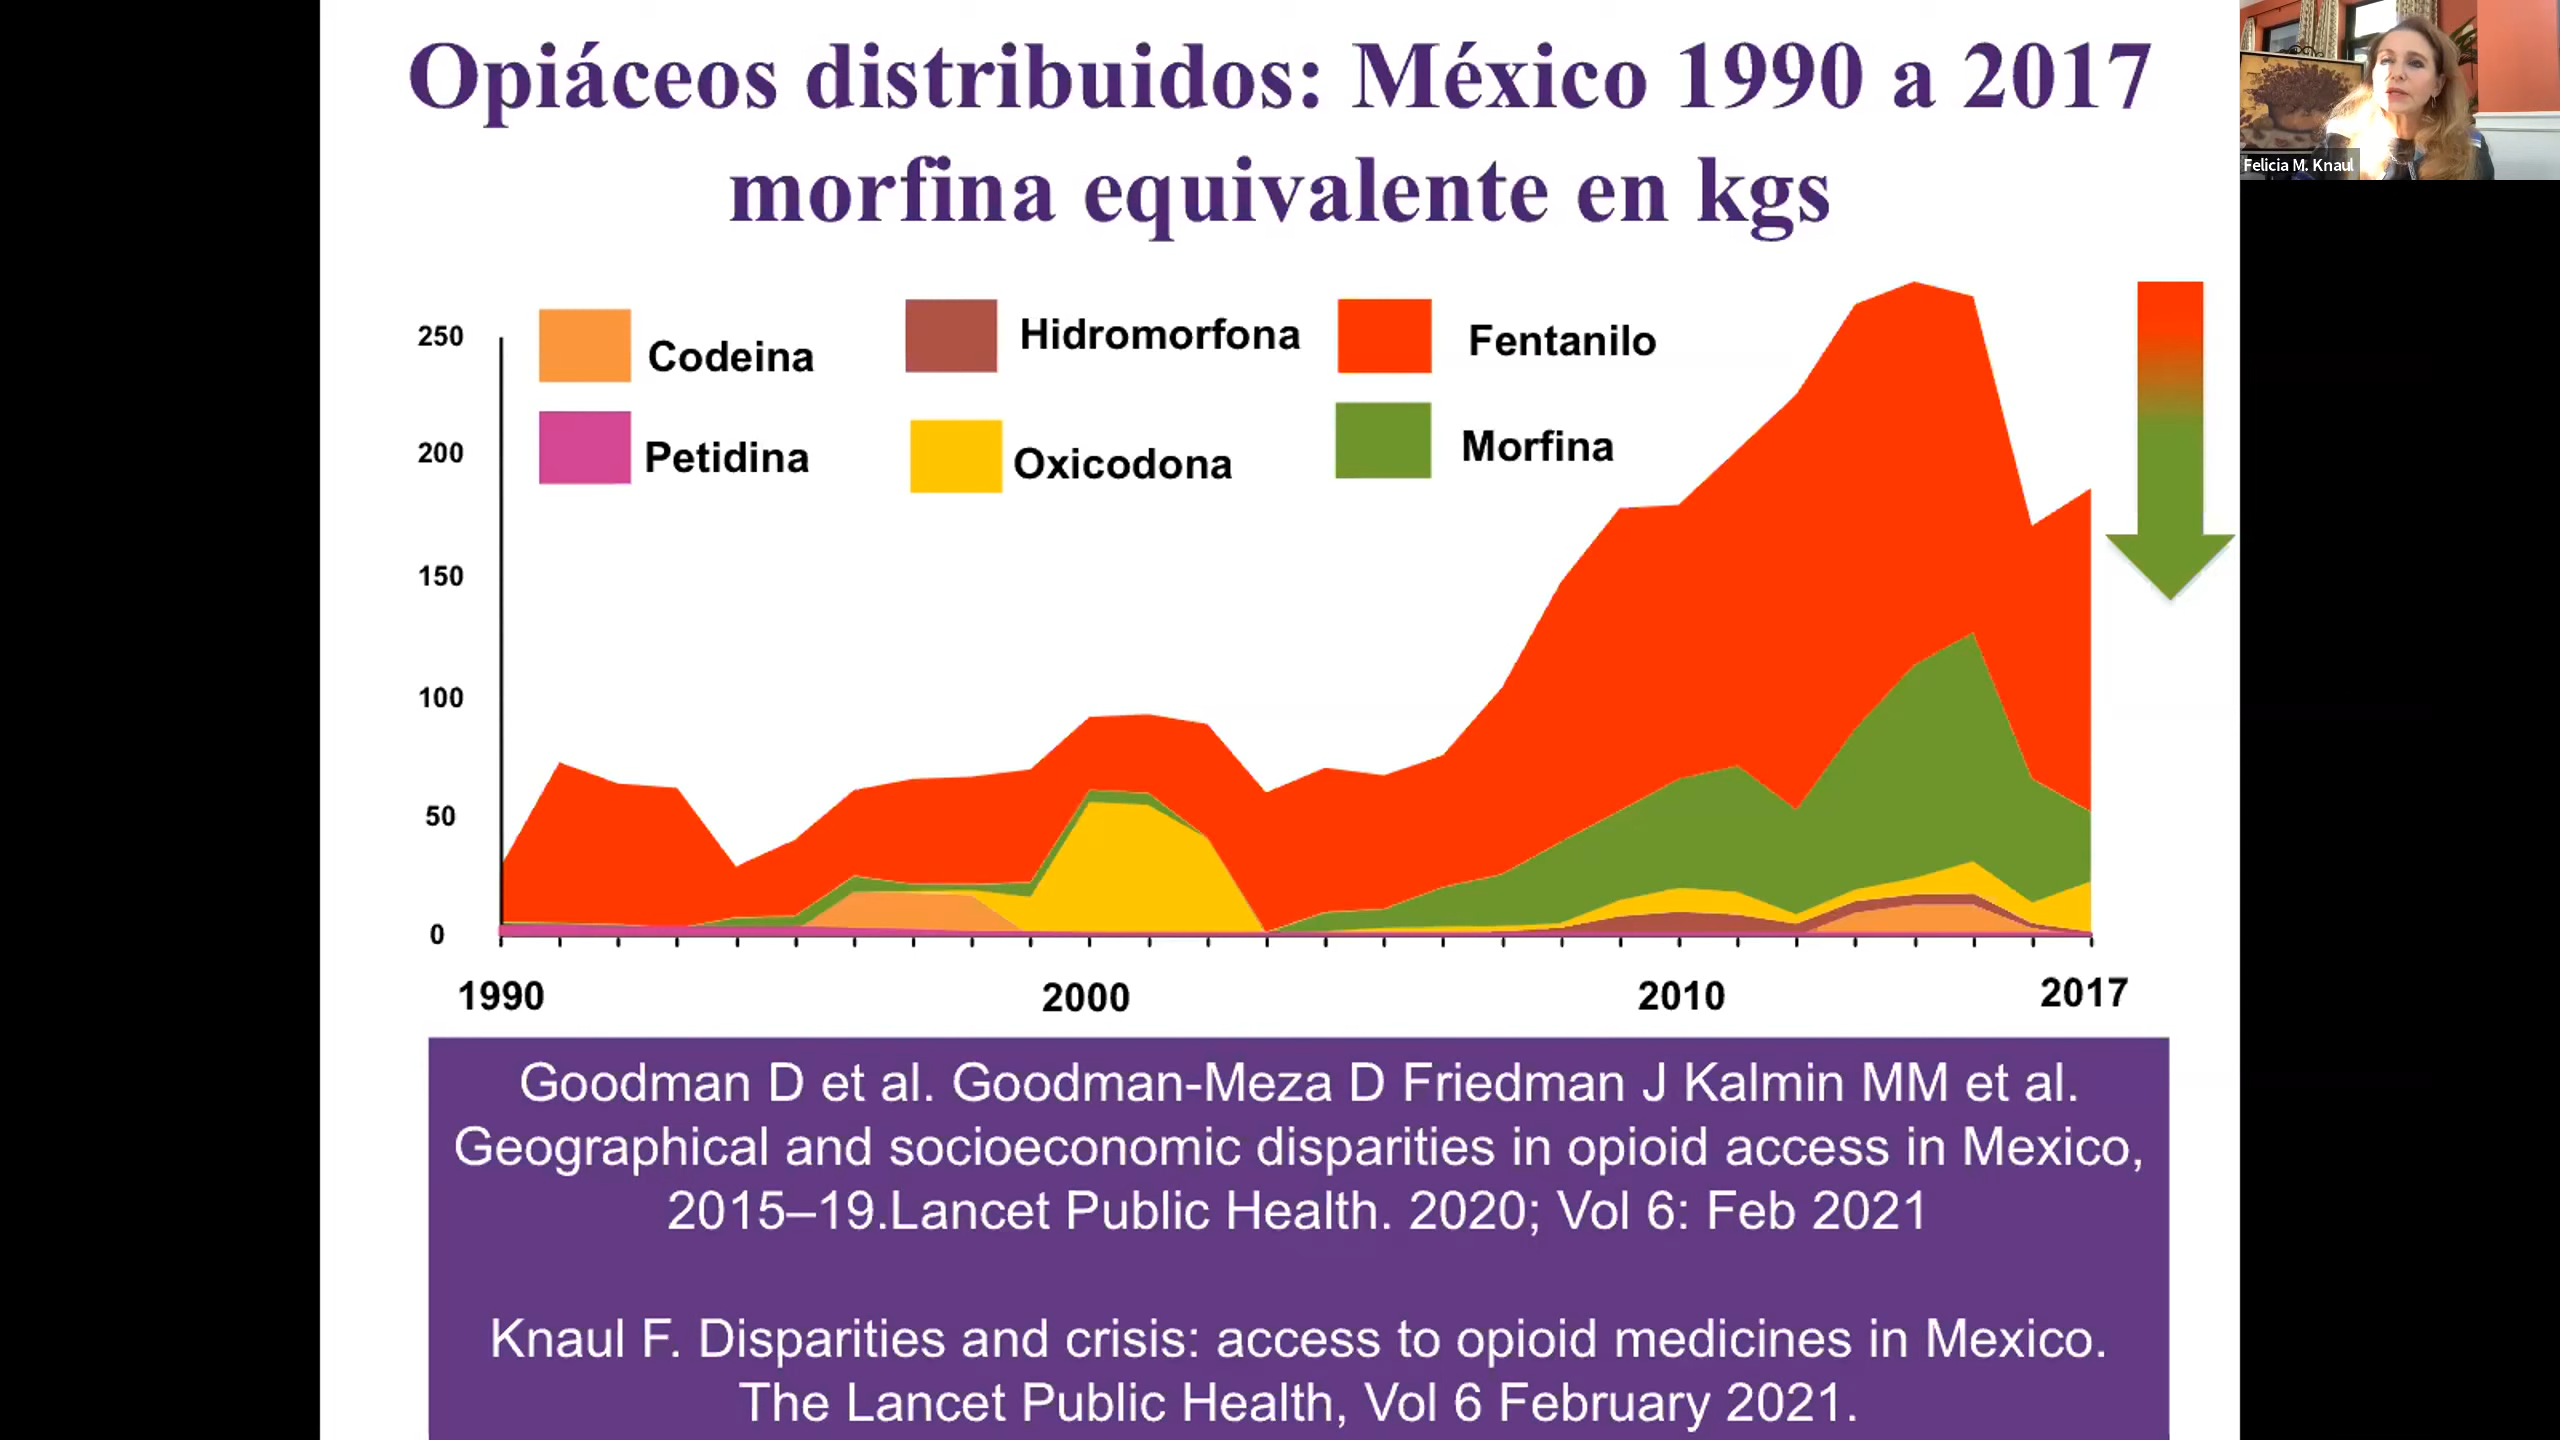 Opiáceos distribuidos: México 1990 a 2017
morfina equivalente en kgs
Felicia M. Knaul
Codeina
Hidromorfona
Fentanilo
Petidina
Oxicodona
Morfina
250
200
150
100
50
0
1990
2000
2010
2017
Goodman D et al. Goodman-Meza D Friedman J Kalmin MM et al.
Geographical and socioeconomic disparities in opioid access in Mexico,
2015–19.Lancet Public Health. 2020; Vol 6: Feb 2021
Knaul F. Disparities and crisis: access to opioid medicines in Mexico.
The Lancet Public Health, Vol 6 February 2021.